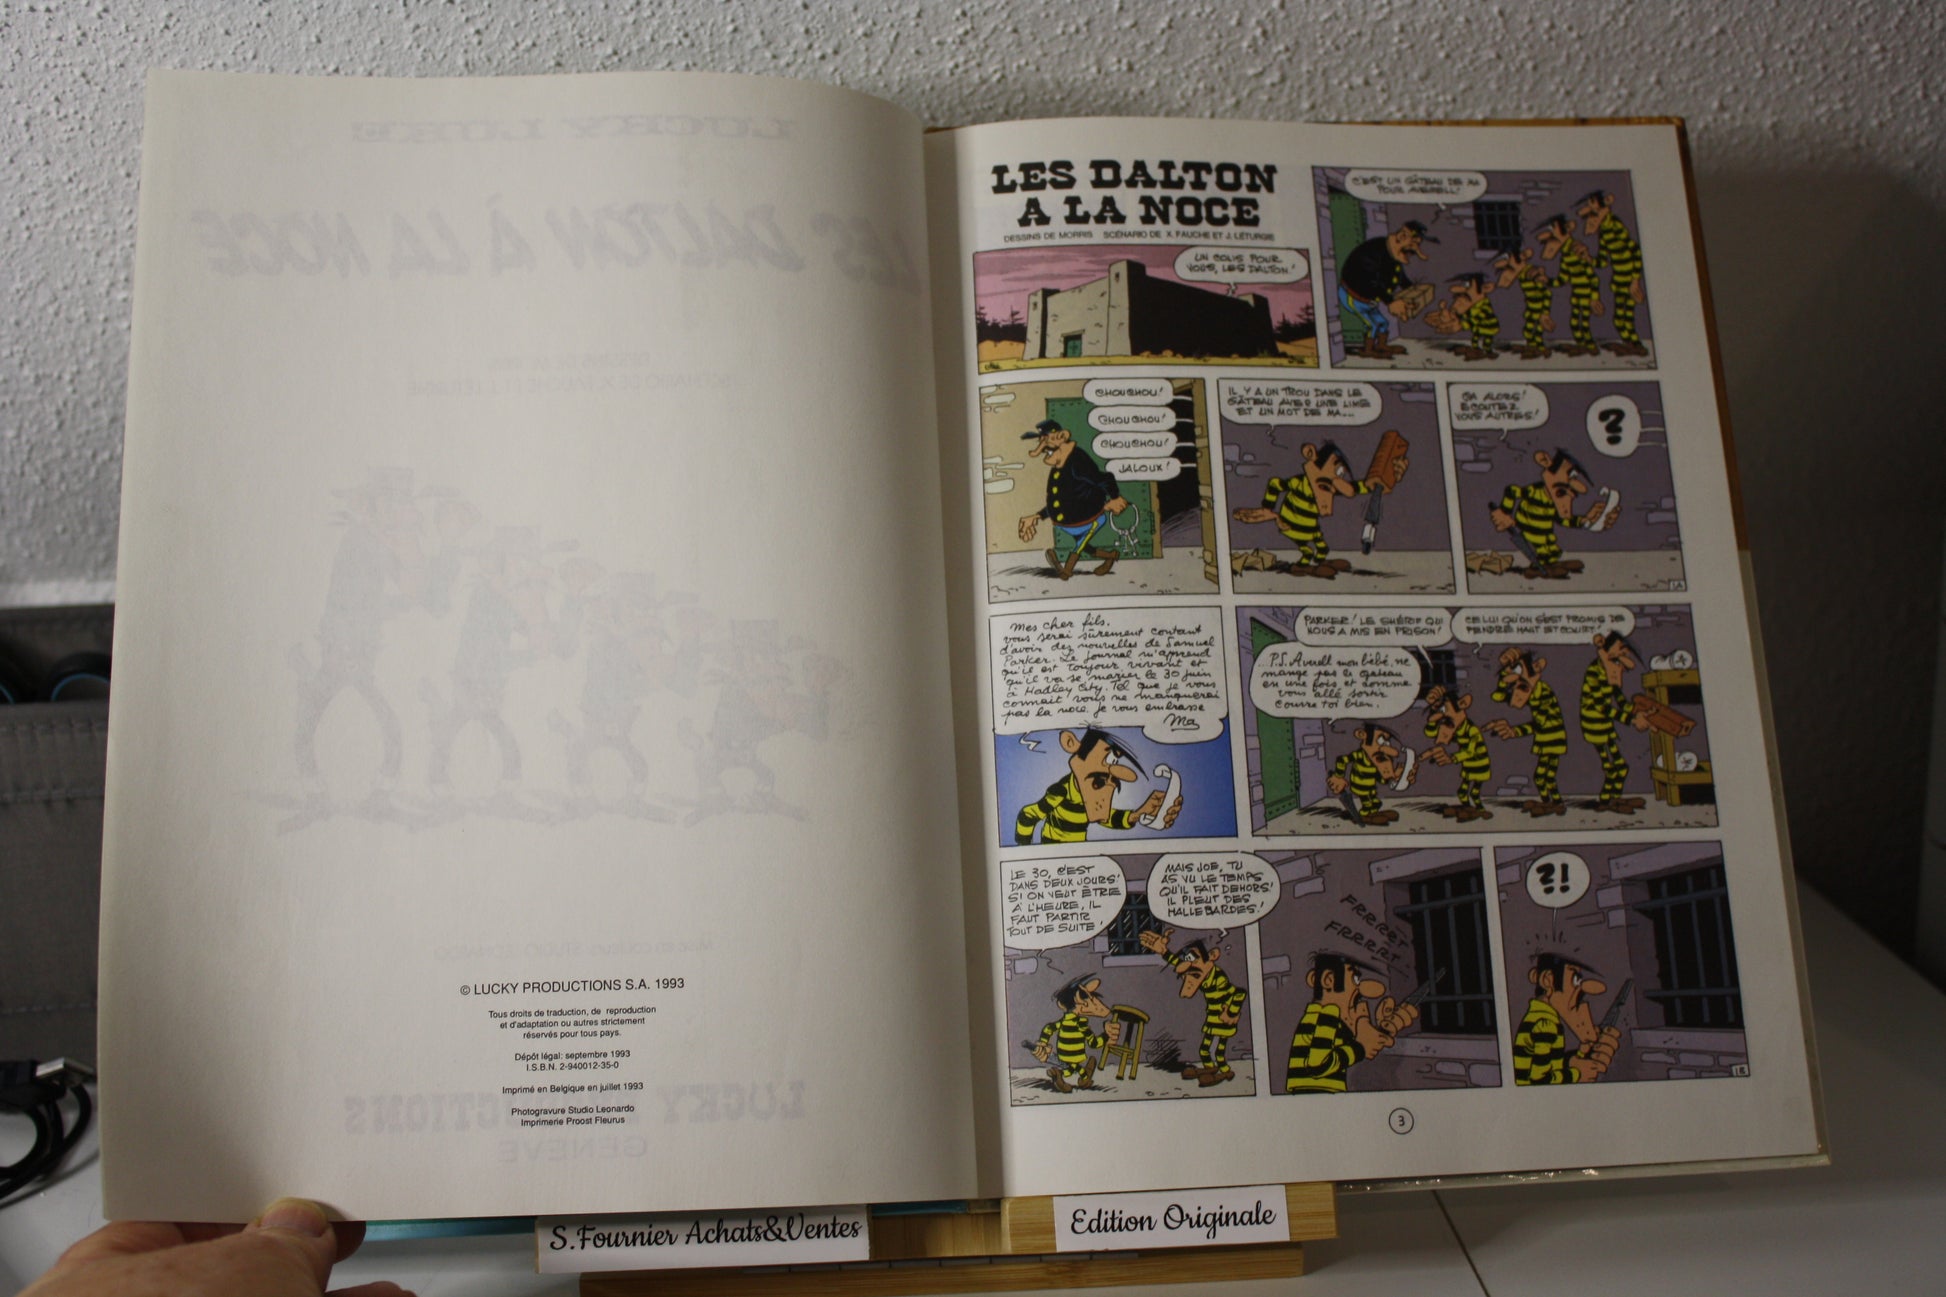 © LUCKY PRODUCTIONS S.A. 1993
Tous droits de traduction, de reproduction
et d'adaptation ou autres strictement
réservés pour tous pays.
Dépôt légal: septembre 1993
I.S.B.N. 2-940012-35-0
Imprimé en Belgique en juillet 1993
Photogravure Studio Leonardo
Imprimerie Proost Fleurus
LES DALTON
A LA NOCE
DESSINS DE MORRIS SCÉNARIO DE X. FAUCHE ET J. LÉTURGIE
UN COLIS POUR
VOUS, LES DALTON!
C'EST UN GÂTEAU DE MA
POUR AVERELL!
CHOUCHOU!
CHOUCHOU!
CHOUCHOU!
JALOUX!
IL Y A UN TROU DANS LE
GÂTEAU AVEC UNE LIME
ET UN MOT DE MA...
ÇA ALORS!
ECOUTEZ
VOUS AUTRES!
?
1A
Mes cher fils.
vous serai sûrement contant
d'avoir dez nouvelles de Samuel
Parker. Le journal m'aprend
qu'il est toujour vivant et
qu'il va se marier le 30 juin
à Hadley City. Tel que je vous
connait vous ne manquerai
pas la noce. je vous embrasse
Ma
PARKER! LE SHÉRIF QUI
NOUS A MIS EN PRISON!
CELUI QU'ON S'EST PROMIS DE
PENDRE HAUT ET COURT!
...P.S. Averell mon bébé, ne
mange pas le gateau
en une fois et comme
vous allé sortir
couvre toi bien.
LE 30, C'EST
DANS DEUX JOURS!
SI ON VEUT ÊTRE
À L'HEURE, IL
FAUT PARTIR
TOUT DE SUITE!
MAIS JOE, TU
AS VU LE TEMPS
QU'IL FAIT DEHORS!
IL PLEUT DES
HALLEBARDES!
FRRRÈT
FRRRRÈT!
?!
1B
3
S.Fournier Achats&Ventes
Edition Originale